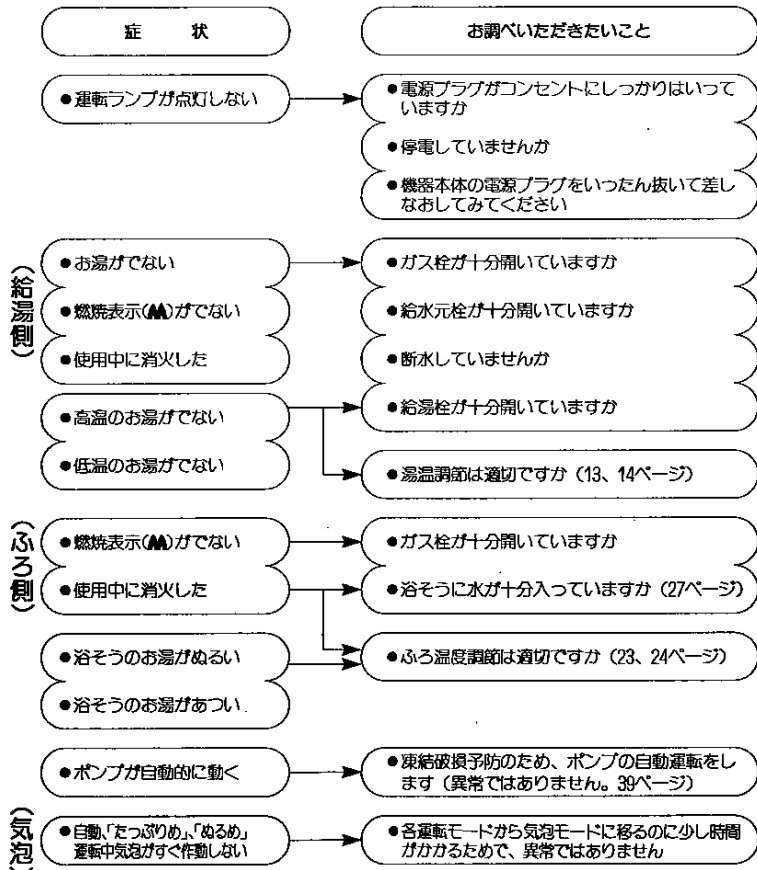 症 状
お調べいただきたいこと
●運転ランプが点灯しない
●電源プラグがコンセントにしっかりはいって
いますか
●停電していませんか
●機器本体の電源プラグをいったん抜いて差し
なおしてみてください
(給湯側)
●お湯がでない
●ガス栓が十分開いていますか
●燃焼表示()がでない
●給水元栓が十分開いていますか
●使用中に消火した
●断水していませんか
●高温のお湯がでない
●給湯栓が十分開いていますか
●低温のお湯がでない
●湯温調節は適切ですか(13、14ページ)
(ふろ側)
●燃焼表示()がでない
●ガス栓が十分開いていますか
●使用中に消火した
●浴そうに水が十分入っていますか(27ページ)
●浴そうのお湯がぬるい
●ふろ温度調節は適切ですか(23、24ページ)
●浴そうのお湯があつい
●ポンプが自動的に動く
●凍結破損予防のため、ポンプの自動運転をし
ます(異常ではありません。39ページ)
(気泡)
●自動、「たっぷりめ」、「ぬるめ」
運転中気泡がすぐ作動しない
●各運転モードから気泡モードに移るのに少し時間
がかかるためで、異常ではありません